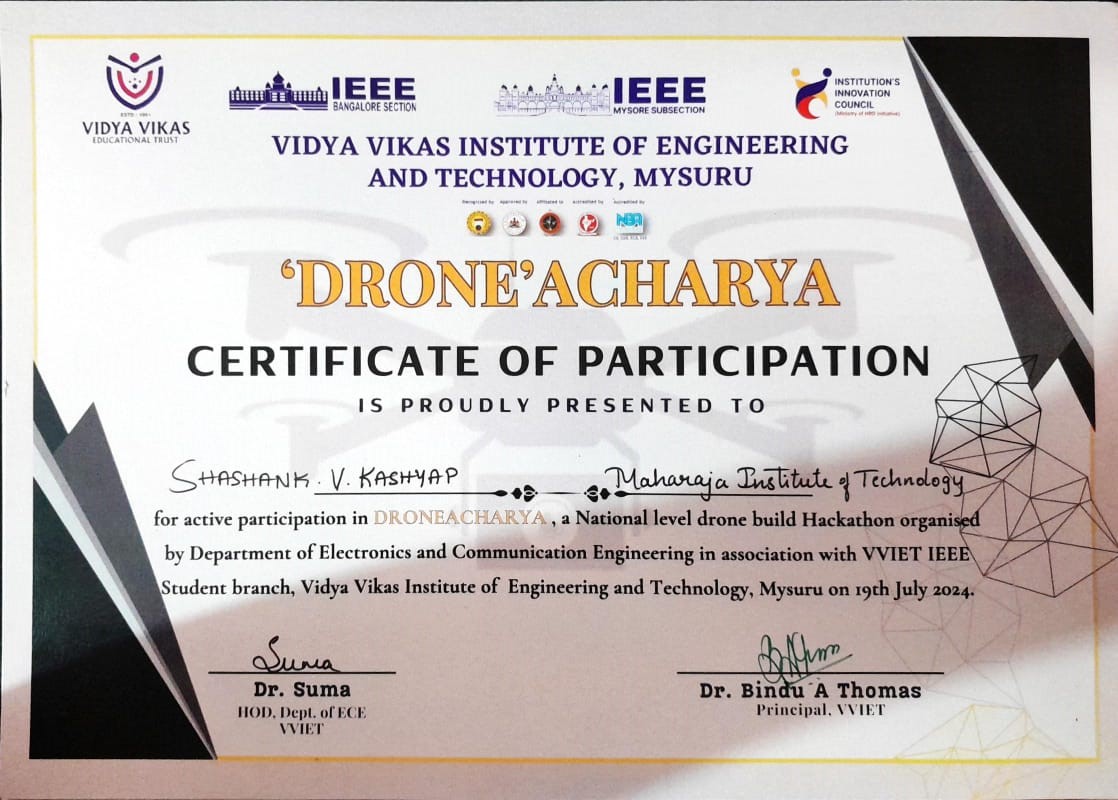 VIDYA VIKAS
EDUCATIONAL TRUST
IEEE
BANGALORE SECTION
IEEE
MYSORE SUBSECTION
INSTITUTION'S
INNOVATION
COUNCIL
(Ministry of HRD Initiative)
VIDYA VIKAS INSTITUTE OF ENGINEERING
AND TECHNOLOGY, MYSURU
Recognised by Approved by Affiliated to Accredited by Accredited by
NBA
‘DRONE’ACHARYA
CERTIFICATE OF PARTICIPATION
IS PROUDLY PRESENTED TO
SHASHANK. V. KASHYAP Maharaja Institute of Technology
for active participation in DRONEACHARYA, a National level drone build Hackathon organised
by Department of Electronics and Communication Engineering in association with VVIET IEEE
Student branch, Vidya Vikas Institute of Engineering and Technology, Mysuru on 19th July 2024.
Suma
Dr. Suma
HOD, Dept. of ECE
VVIET
Dr. Bindu A Thomas
Principal, VVIET